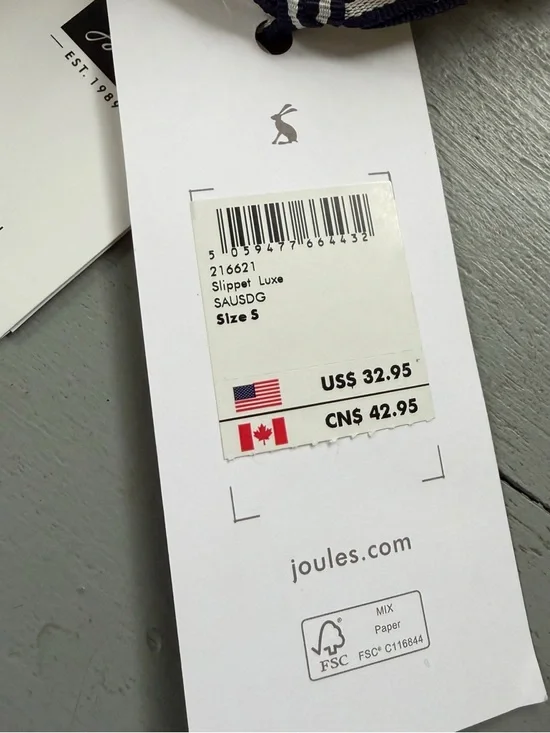 EST. 1989
5 059477 664432
216621
Slippet Luxe
SAUSDG
Size S
US$ 32.95
CN$ 42.95
joules.com
FSC
MIX
Paper
FSC® C116844